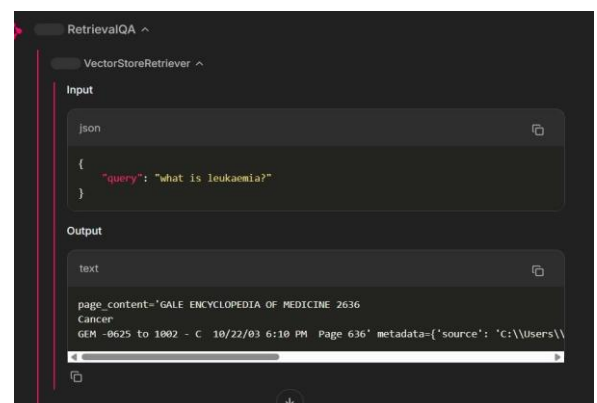 RetrievalQA
VectorStoreRetriever
Input
json
{
"query": "what is leukaemia?"
}
Output
text
page_content='GALE ENCYCLOPEDIA OF MEDICINE 2636
Cancer
GEM -0625 to 1002 - C 10/22/03 6:10 PM Page 636' metadata={'source': 'C:\\Users\\